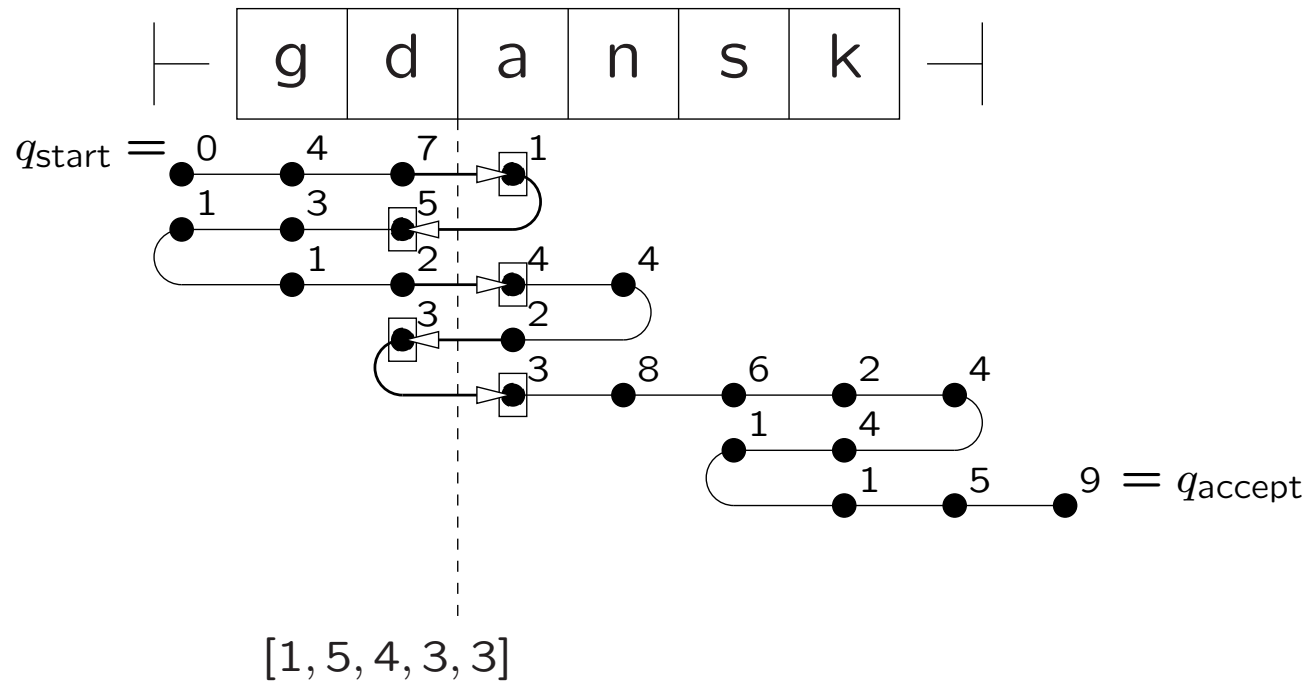 g d a n s k
q_start = 0 4 7 1
1 3 5
1 2 4 4
3 2
3 8 6 2 4
1 4
1 5 9 = q_accept
[1, 5, 4, 3, 3]